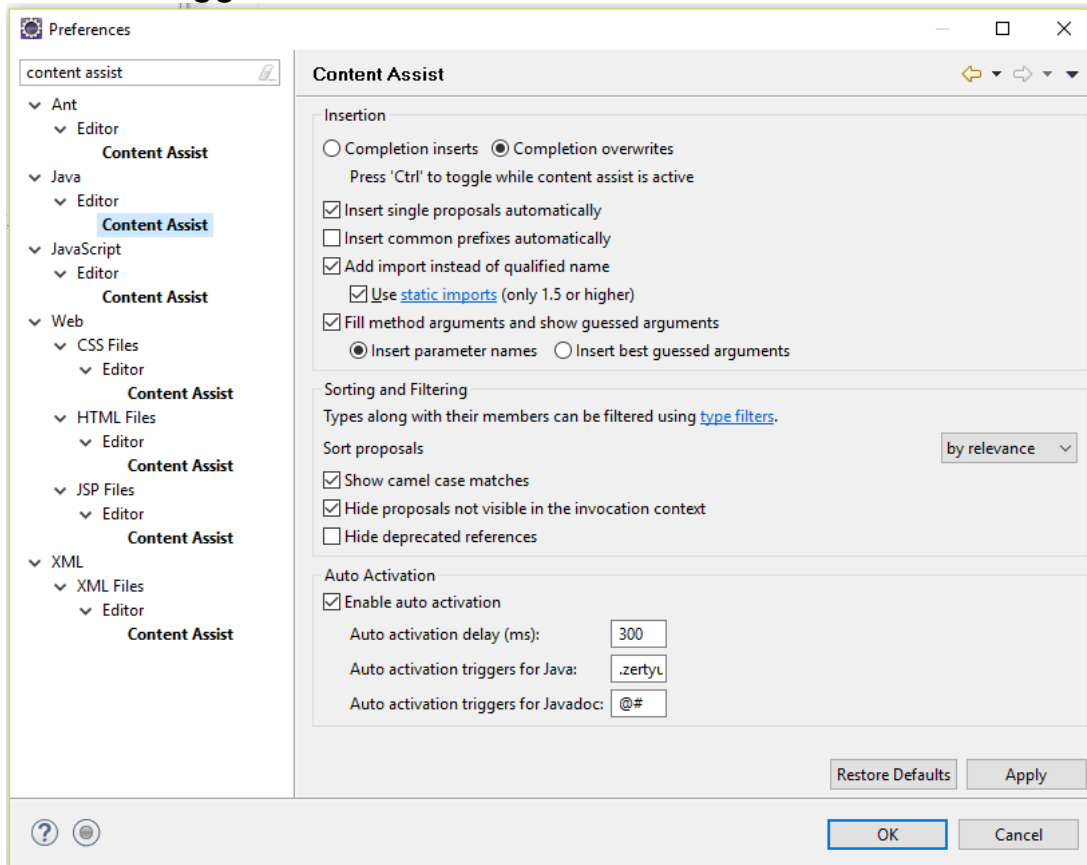 Preferences
content assist
Ant
Editor
Content Assist
Java
Editor
Content Assist
JavaScript
Editor
Content Assist
Web
CSS Files
Editor
Content Assist
HTML Files
Editor
Content Assist
JSP Files
Editor
Content Assist
XML
XML Files
Editor
Content Assist
Content Assist
Insertion
Completion inserts Completion overwrites
Press 'Ctrl' to toggle while content assist is active
Insert single proposals automatically
Insert common prefixes automatically
Add import instead of qualified name
Use static imports (only 1.5 or higher)
Fill method arguments and show guessed arguments
Insert parameter names Insert best guessed arguments
Sorting and Filtering
Types along with their members can be filtered using type filters.
Sort proposals by relevance
Show camel case matches
Hide proposals not visible in the invocation context
Hide deprecated references
Auto Activation
Enable auto activation
Auto activation delay (ms): 300
Auto activation triggers for Java: .zertyu
Auto activation triggers for Javadoc: @#
Restore Defaults Apply
OK Cancel